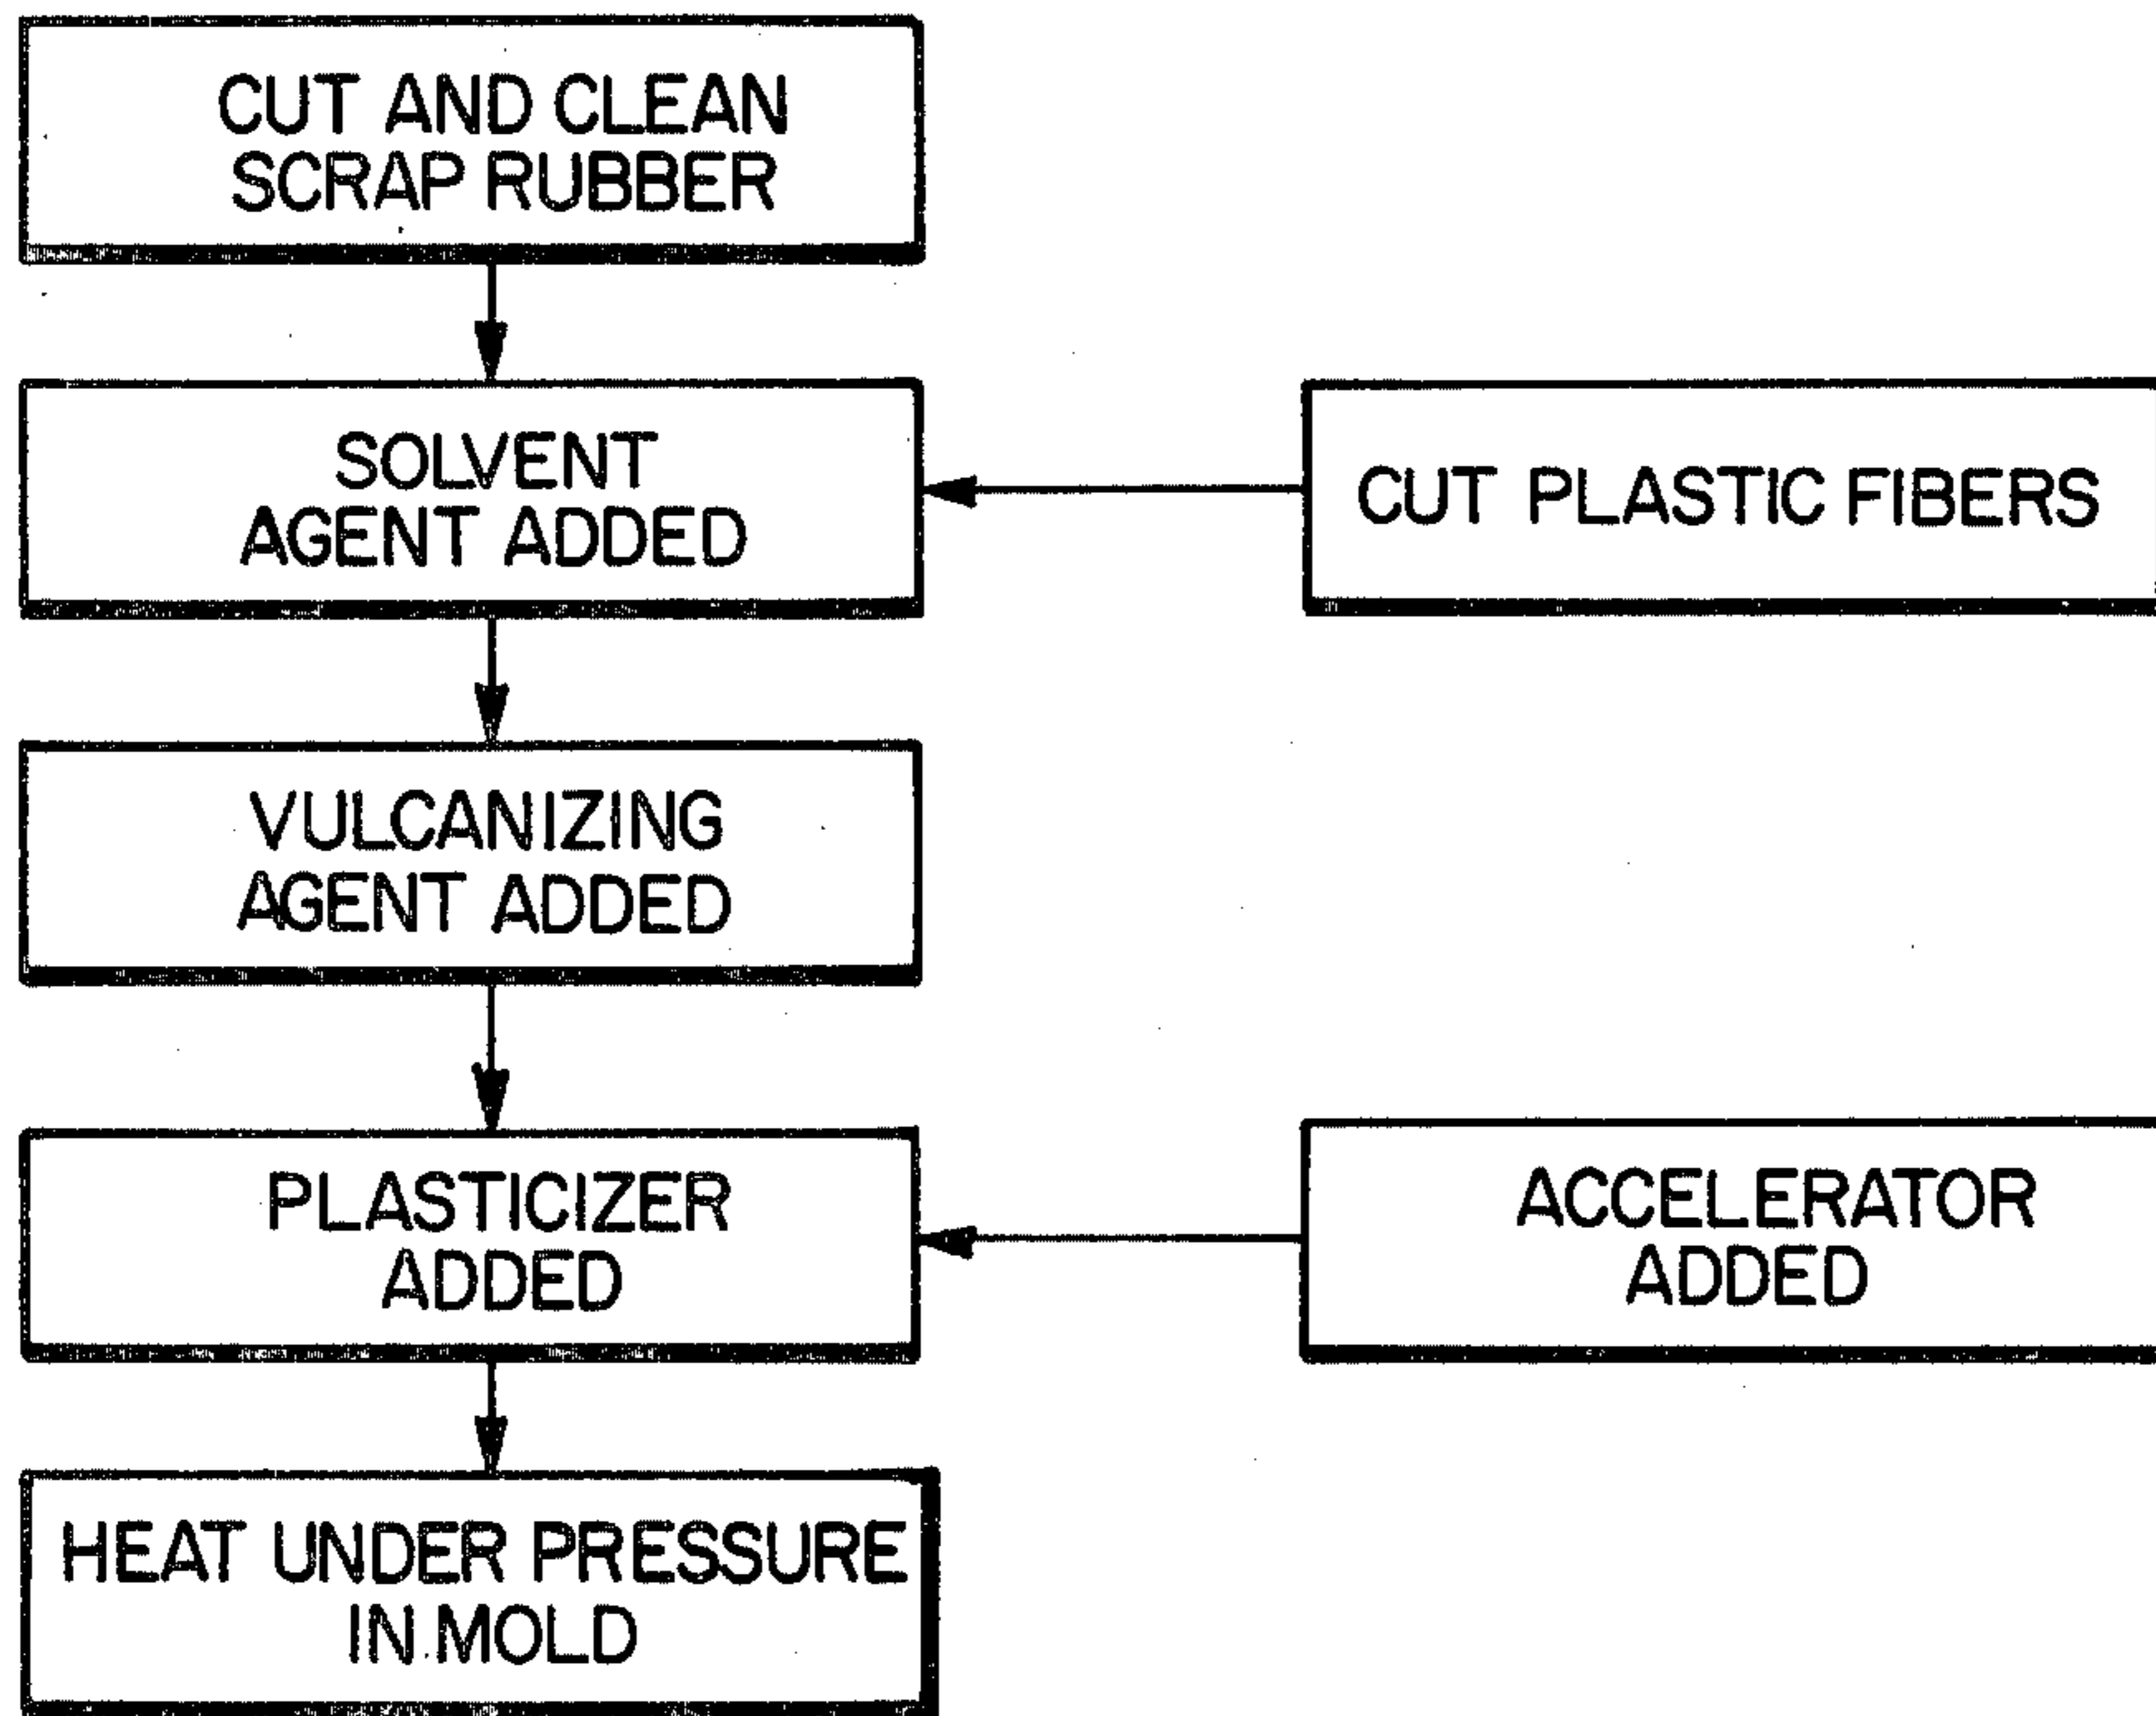 CUT AND CLEAN
SCRAP RUBBER
SOLVENT
AGENT ADDED
CUT PLASTIC FIBERS
VULCANIZING
AGENT ADDED
PLASTICIZER
ADDED
ACCELERATOR
ADDED
HEAT UNDER PRESSURE
IN MOLD